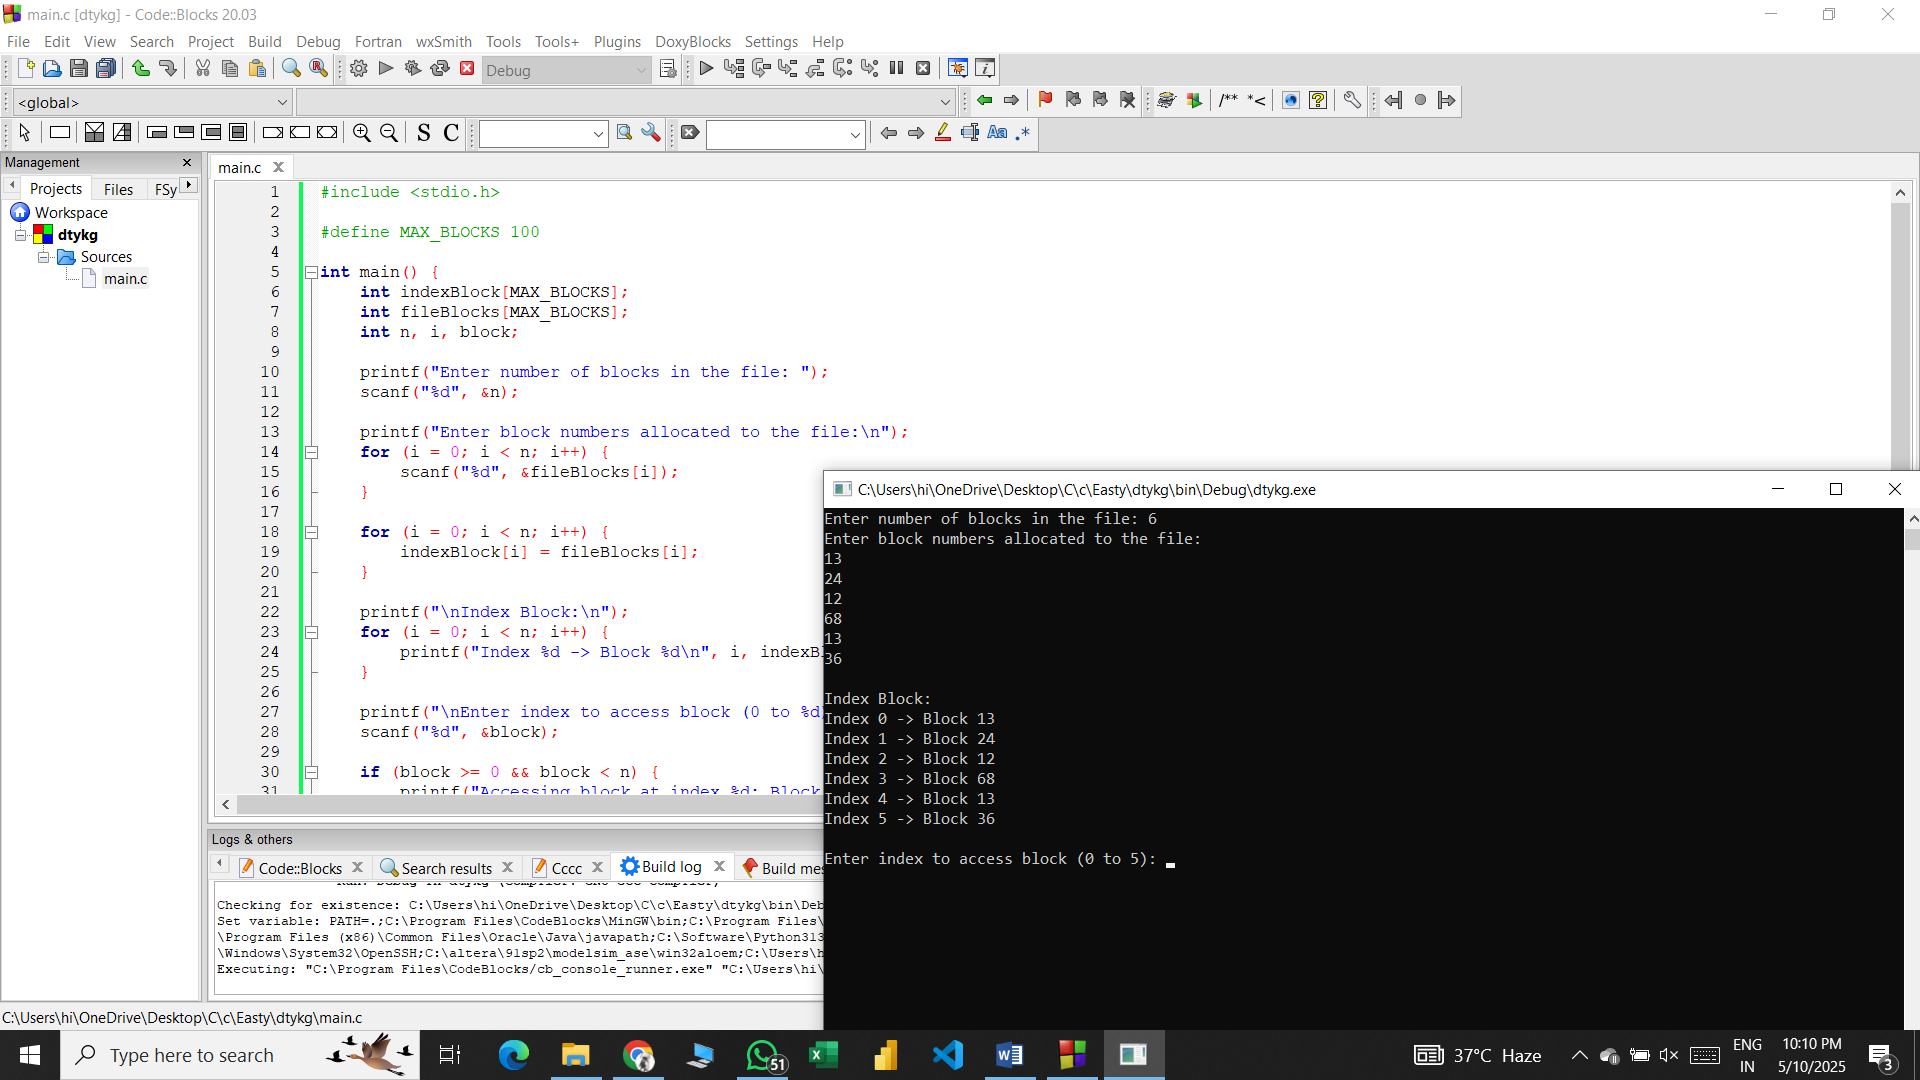 main.c [dtykg] - Code::Blocks 20.03
File Edit View Search Project Build Debug Fortran wxSmith Tools Tools+ Plugins DoxyBlocks Settings Help
Debug
<global>
/** *<
S C
Aa .*
Management
main.c
Projects Files FSy
Workspace
dtykg
Sources
main.c
1 #include <stdio.h>
2
3 #define MAX_BLOCKS 100
4
5 int main() {
6 int indexBlock[MAX_BLOCKS];
7 int fileBlocks[MAX_BLOCKS];
8 int n, i, block;
9
10 printf("Enter number of blocks in the file: ");
11 scanf("%d", &n);
12
13 printf("Enter block numbers allocated to the file:\n");
14 for (i = 0; i < n; i++) {
15 scanf("%d", &fileBlocks[i]);
16 }
17
18 for (i = 0; i < n; i++) {
19 indexBlock[i] = fileBlocks[i];
20 }
21
22 printf("\nIndex Block:\n");
23 for (i = 0; i < n; i++) {
24 printf("Index %d -> Block %d\n", i, indexBl
25 }
26
27 printf("\nEnter index to access block (0 to %d)
28 scanf("%d", &block);
29
30 if (block >= 0 && block < n) {
31 printf("Accessing block at index %d: Block
C:\Users\hi\OneDrive\Desktop\C\c\Easty\dtykg\bin\Debug\dtykg.exe
Enter number of blocks in the file: 6
Enter block numbers allocated to the file:
13
24
12
68
13
36
Index Block:
Index 0 -> Block 13
Index 1 -> Block 24
Index 2 -> Block 12
Index 3 -> Block 68
Index 4 -> Block 13
Index 5 -> Block 36
Enter index to access block (0 to 5):
Logs & others
Code::Blocks Search results Cccc Build log Build mes
Checking for existence: C:\Users\hi\OneDrive\Desktop\C\c\Easty\dtykg\bin\Deb
Set variable: PATH=.;C:\Program Files\CodeBlocks\MinGW\bin;C:\Program Files\
\Program Files (x86)\Common Files\Oracle\Java\javapath;C:\Software\Python313
\Windows\System32\OpenSSH;C:\altera\91sp2\modelsim_ase\win32aloem;C:\Users\h
Executing: "C:\Program Files\CodeBlocks/cb_console_runner.exe" "C:\Users\hi\
C:\Users\hi\OneDrive\Desktop\C\c\Easty\dtykg\main.c
Type here to search
51
37°C Haze
ENG
IN
10:10 PM
5/10/2025
3